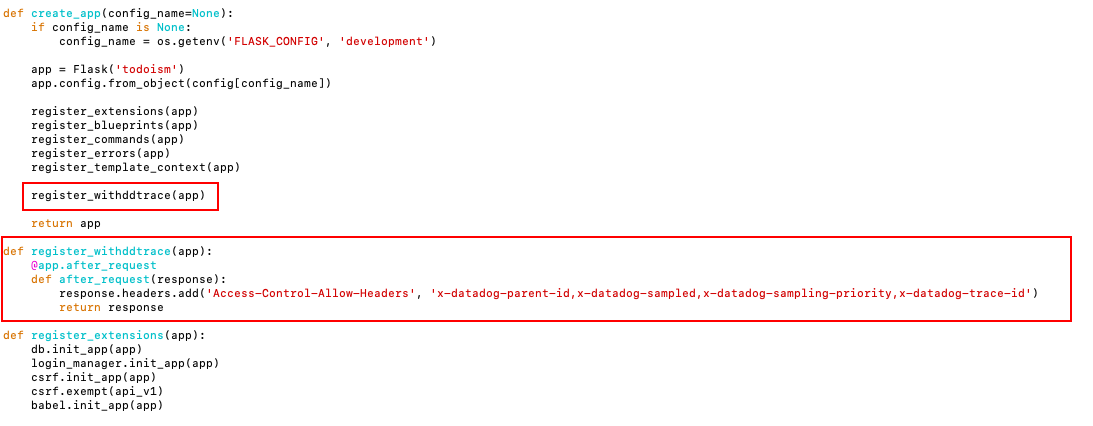 def create_app(config_name=None):
    if config_name is None:
        config_name = os.getenv('FLASK_CONFIG', 'development')
    app = Flask('todoism')
    app.config.from_object(config[config_name])
    register_extensions(app)
    register_blueprints(app)
    register_commands(app)
    register_errors(app)
    register_template_context(app)
    register_withddtrace(app)
    return app
def register_withddtrace(app):
    @app.after_request
    def after_request(response):
        response.headers.add('Access-Control-Allow-Headers', 'x-datadog-parent-id,x-datadog-sampled,x-datadog-sampling-priority,x-datadog-trace-id')
        return response
def register_extensions(app):
    db.init_app(app)
    login_manager.init_app(app)
    csrf.init_app(app)
    csrf.exempt(api_v1)
    babel.init_app(app)